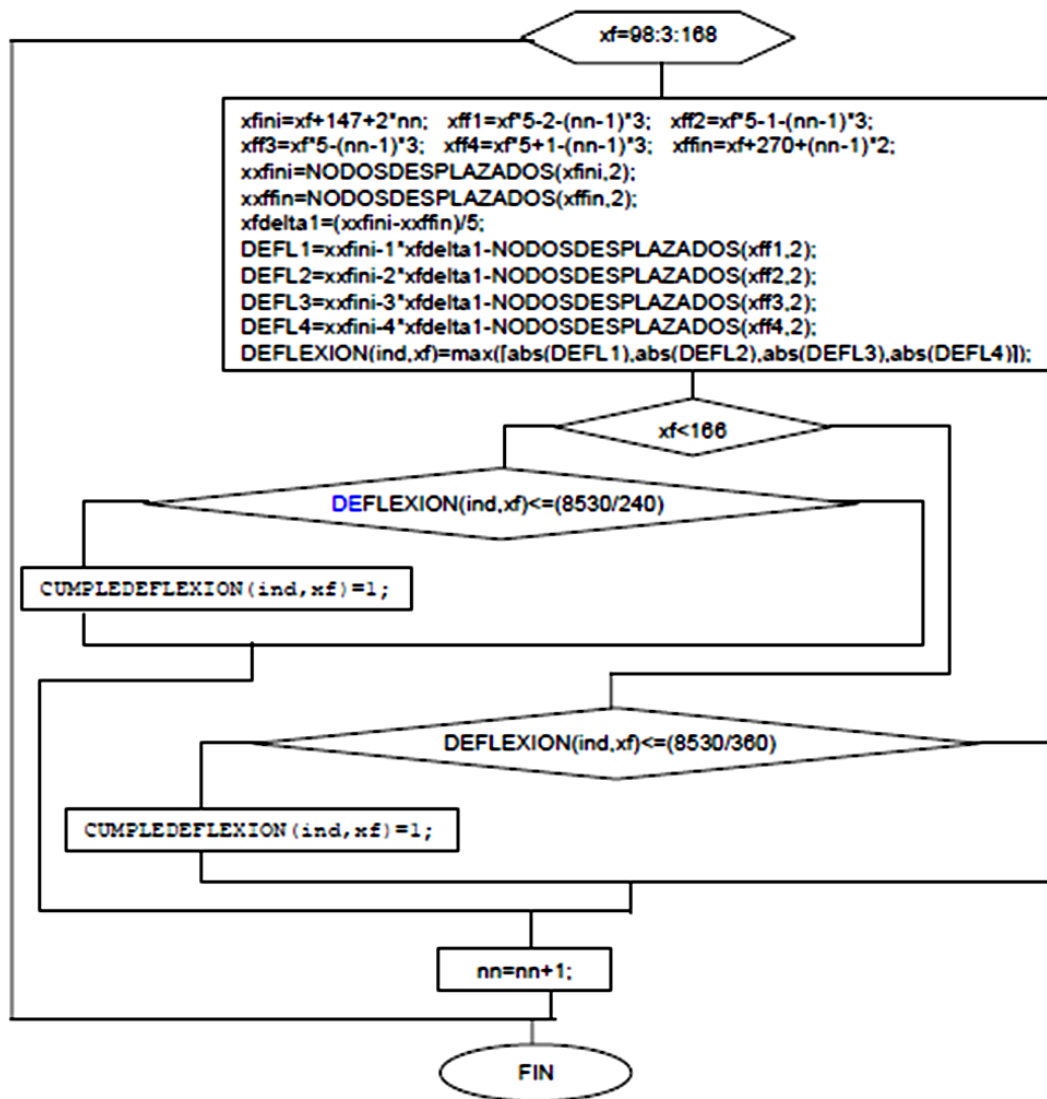 xf=98:3:168
xfini=xf+147+2*nn; xff1=xf*5-2-(nn-1)*3; xff2=xf*5-1-(nn-1)*3;
xff3=xf*5-(nn-1)*3; xff4=xf*5+1-(nn-1)*3; xffin=xf+270+(nn-1)*2;
xxfini=NODOSDESPLAZADOS(xfini,2);
xxffin=NODOSDESPLAZADOS(xffin,2);
xfdelta1=(xxfini-xxffin)/5;
DEFL1=xxfini-1*xfdelta1-NODOSDESPLAZADOS(xff1,2);
DEFL2=xxfini-2*xfdelta1-NODOSDESPLAZADOS(xff2,2);
DEFL3=xxfini-3*xfdelta1-NODOSDESPLAZADOS(xff3,2);
DEFL4=xxfini-4*xfdelta1-NODOSDESPLAZADOS(xff4,2);
DEFLEXION(ind,xf)=max([abs(DEFL1),abs(DEFL2),abs(DEFL3),abs(DEFL4)]);
xf<166
DEFLEXION(ind,xf)<=(8530/240)
CUMPLEDEFLEXION(ind,xf)=1;
DEFLEXION(ind,xf)<=(8530/360)
CUMPLEDEFLEXION(ind,xf)=1;
nn=nn+1;
FIN